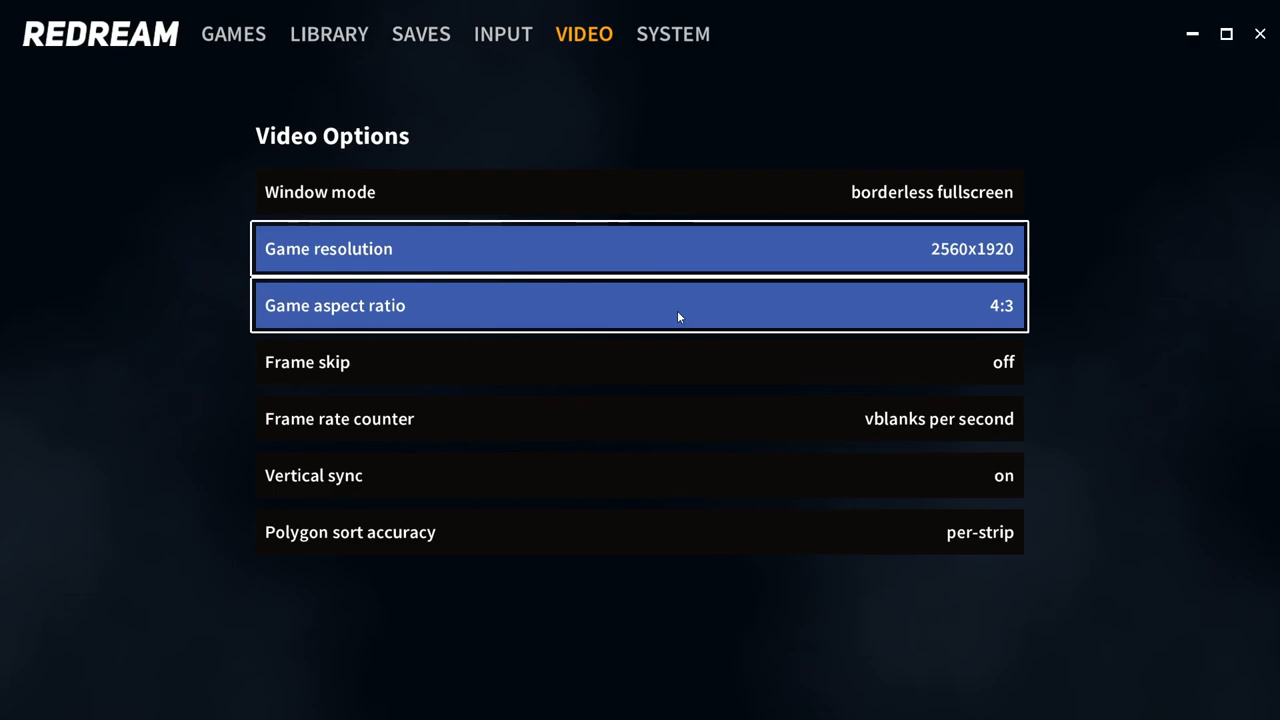 REDREAM GAMES LIBRARY SAVES INPUT VIDEO SYSTEM
Video Options
Window mode borderless fullscreen
Game resolution 2560x1920
Game aspect ratio 4:3
Frame skip off
Frame rate counter vblanks per second
Vertical sync on
Polygon sort accuracy per-strip